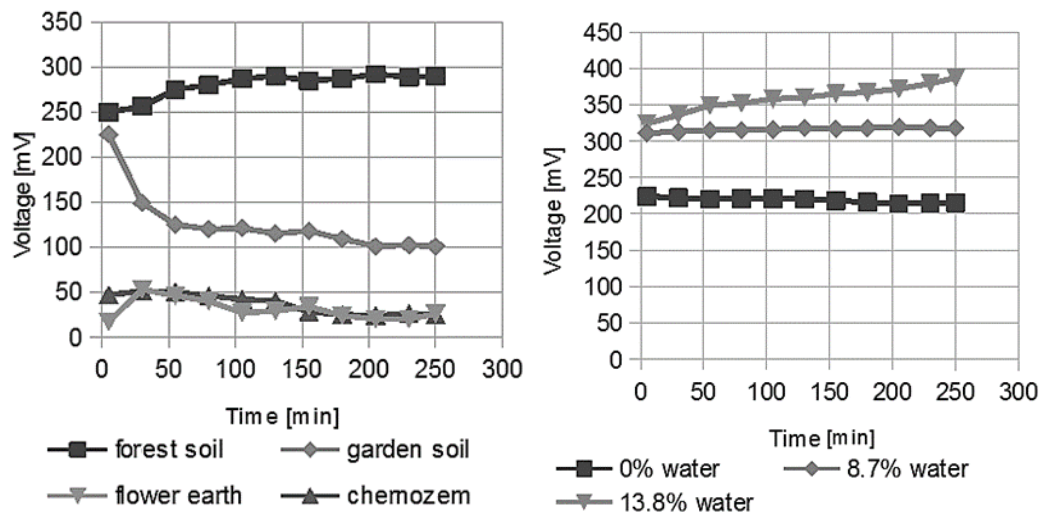 350
300
250
200
150
100
50
0
Voltage [mV]
0 50 100 150 200 250 300
Time [min]
forest soil garden soil
flower earth chemozem
450
400
350
300
250
200
150
100
50
0
Voltage [mV]
0 50 100 150 200 250 300
Time [min]
0% water 8.7% water
13.8% water